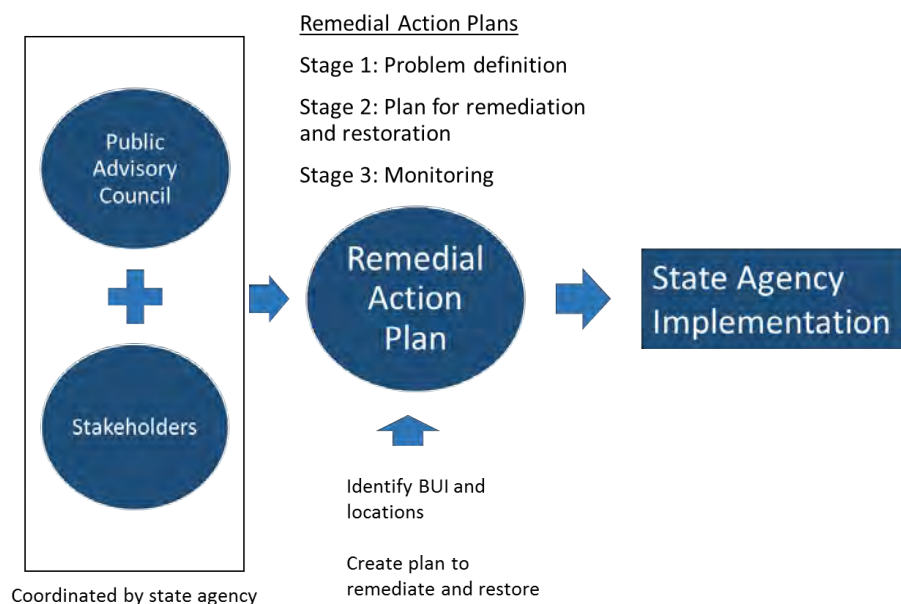 Remedial Action Plans
Stage 1: Problem definition
Stage 2: Plan for remediation
and restoration
Stage 3: Monitoring
Public
Advisory
Council
Stakeholders
Coordinated by state agency
Remedial
Action
Plan
Identify BUI and
locations
Create plan to
remediate and restore
State Agency
Implementation